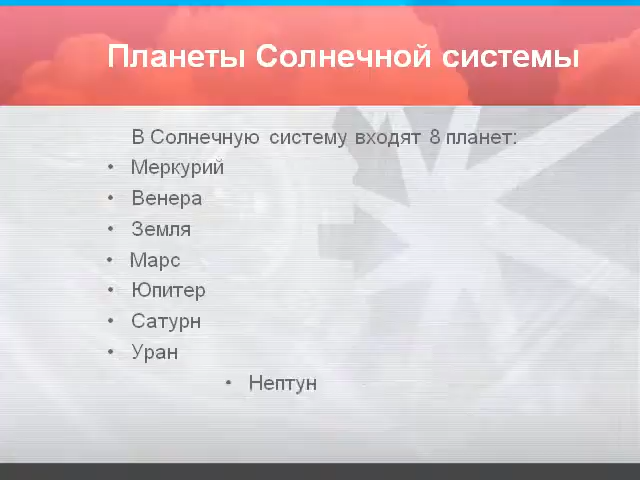 Планеты Солнечной системы
В Солнечную систему входят 8 планет:
• Меркурий
• Венера
• Земля
• Марс
• Юпитер
• Сатурн
• Уран
• Нептун